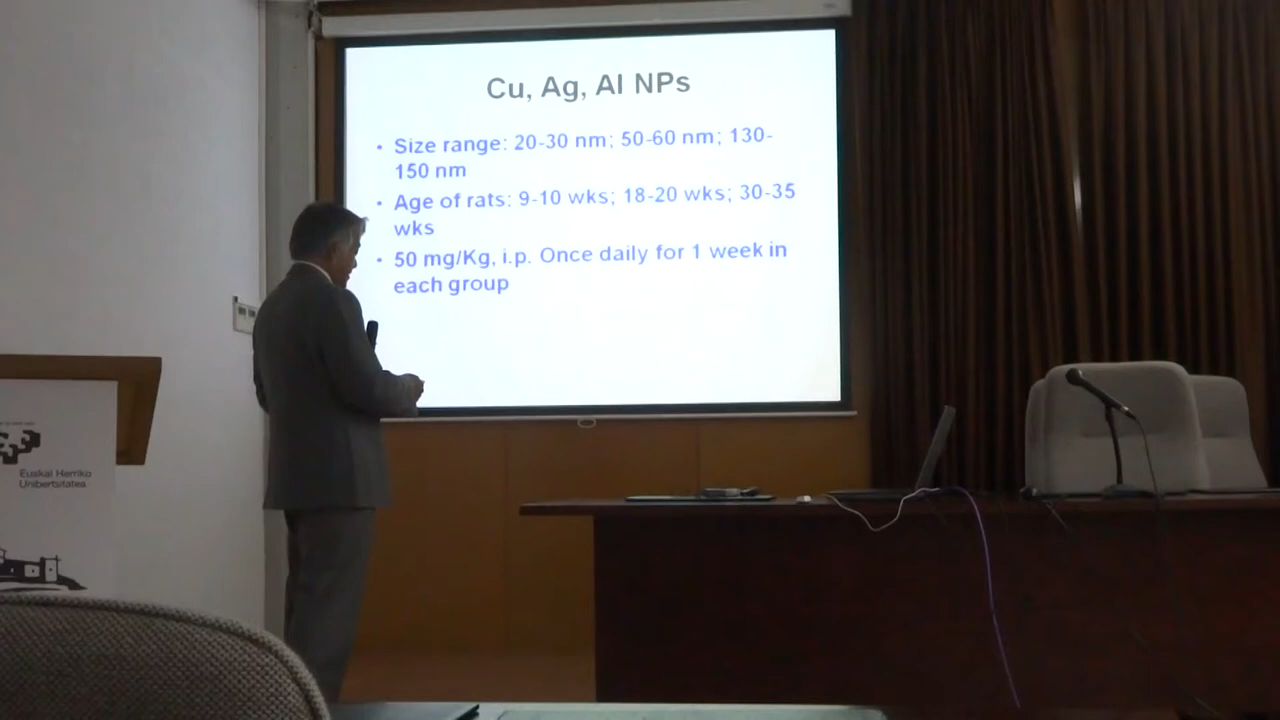 Cu, Ag, Al NPs
• Size range: 20-30 nm; 50-60 nm; 130-
150 nm
• Age of rats: 9-10 wks; 18-20 wks; 30-35
wks
• 50 mg/Kg, i.p. Once daily for 1 week in
each group
Euskal Herriko
Unibertsitatea